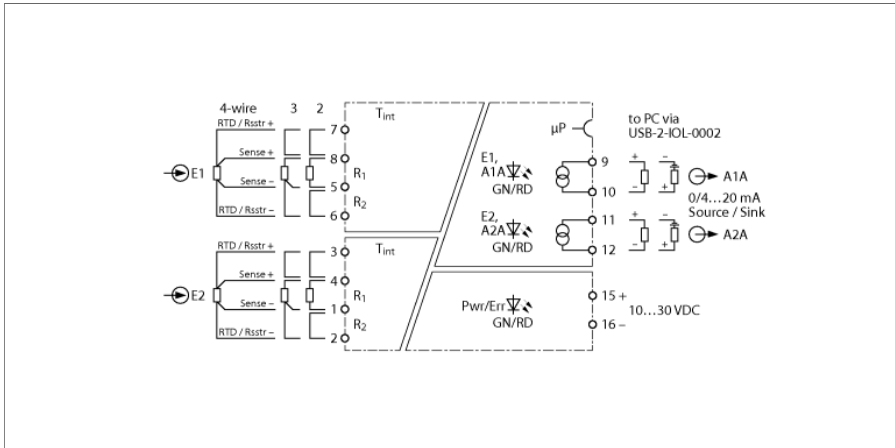 4-wire 3 2
RTD / Rsstr +
7
Sense +
8
E1
Sense –
5
RTD / Rsstr –
6
Tint
R1
R2
RTD / Rsstr +
3
Sense +
4
E2
Sense –
1
RTD / Rsstr –
2
Tint
R1
R2
µP
to PC via
USB-2-IOL-0002
E1,
A1A
GN/RD
9
10
+ –
– +
A1A
0/4...20 mA
Source / Sink
E2,
A2A
GN/RD
11
12
+ –
– +
A2A
Pwr/Err
GN/RD
15 +
10...30 VDC
16 –